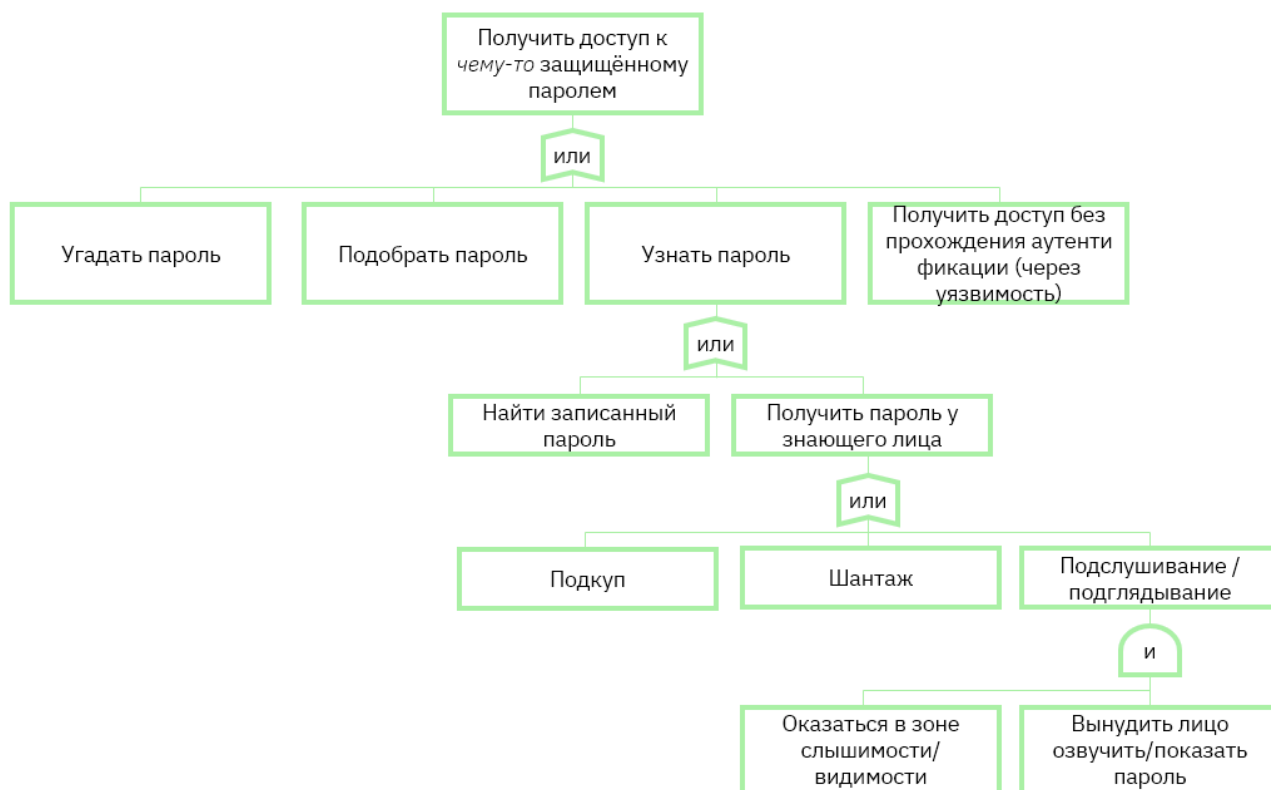 Получить доступ к
чему-то защищённому
паролем
или
Угадать пароль
Подобрать пароль
Узнать пароль
Получить доступ без
прохождения аутенти
фикации (через
уязвимость)
или
Найти записанный
пароль
Получить пароль у
знающего лица
или
Подкуп
Шантаж
Подслушивание /
подглядывание
и
Оказаться в зоне
слышимости/
видимости
Вынудить лицо
озвучить/показать
пароль